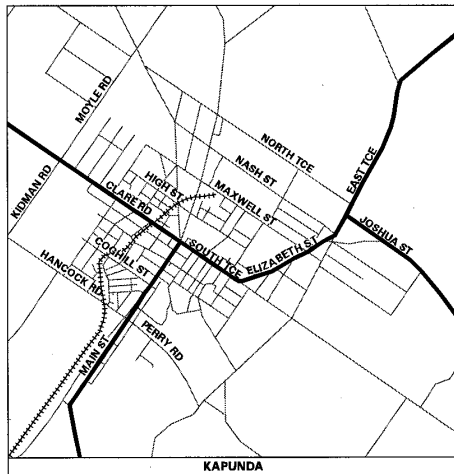 MOYLE RD
NORTH TCE
NASH ST
EAST TCE
KIDMAN RD
HIGH ST
MAXWELL ST
CLARE RD
JOSHUA ST
COGHILL ST
SOUTH TCE
ELIZABETH ST
HANCOCK RD
PERRY RD
MAIN ST
KAPUNDA